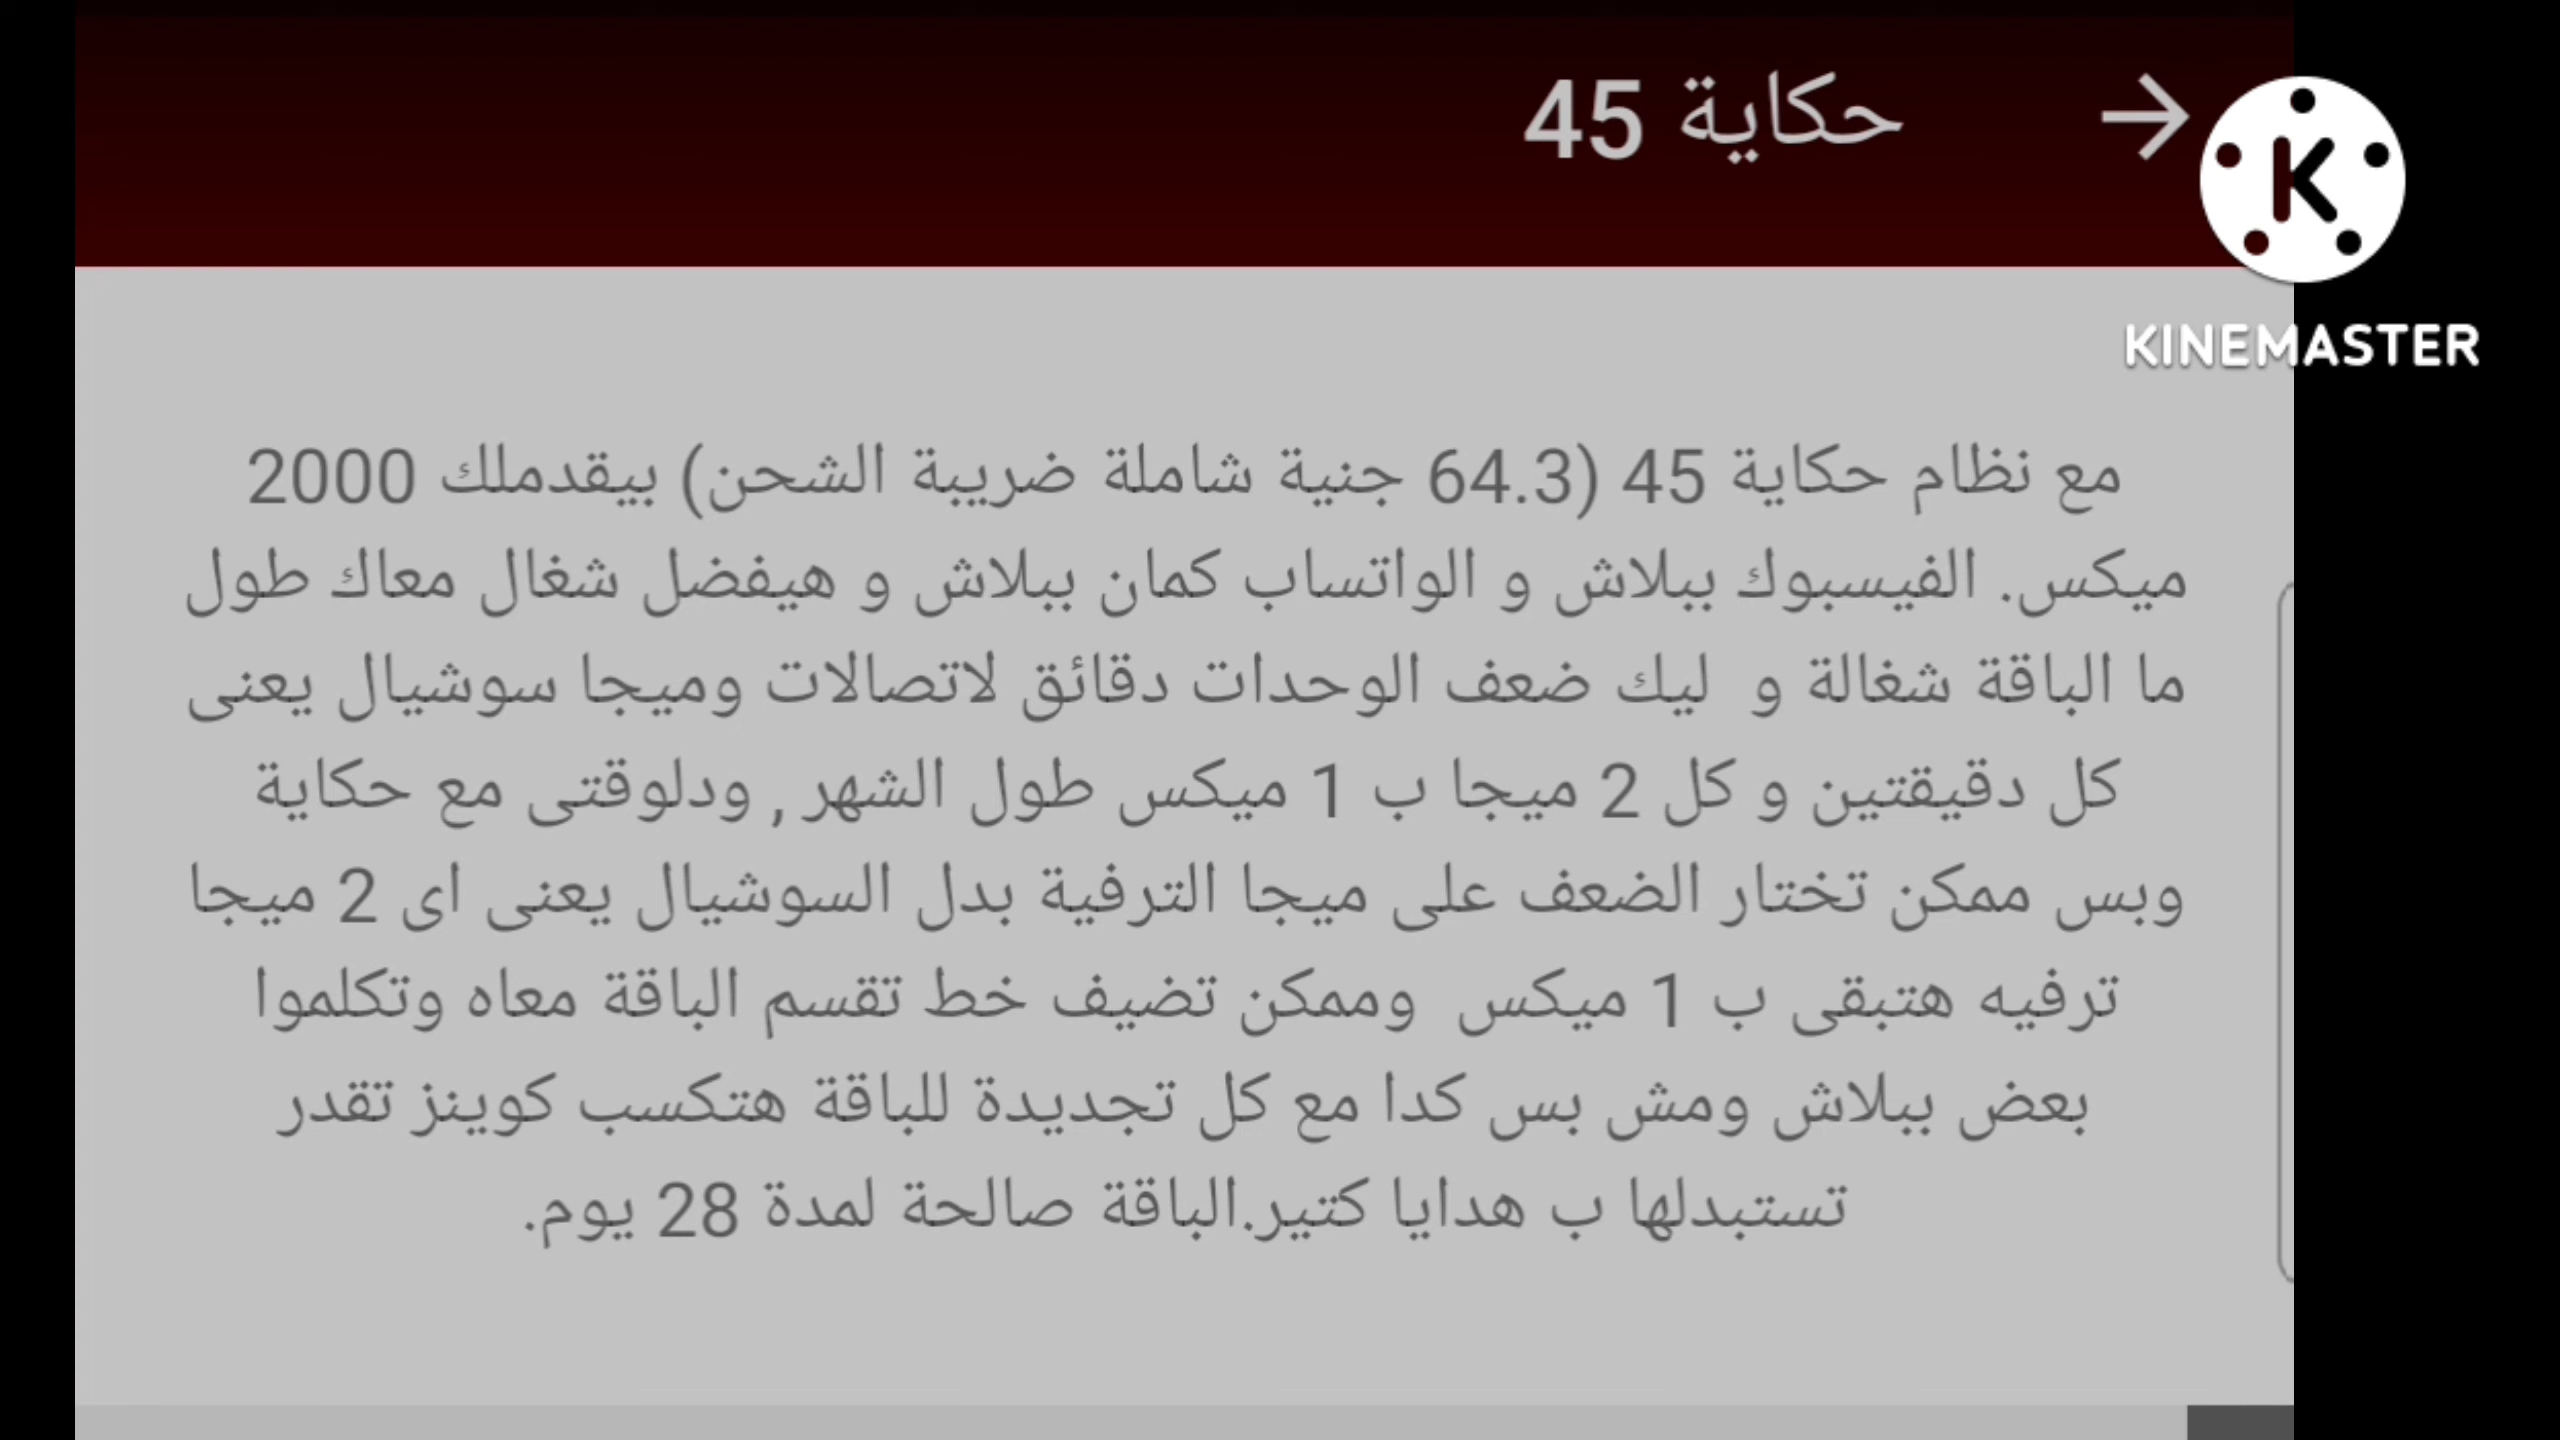 حكاية 45
KINEMASTER
مع نظام حكاية 45 (64.3 جنية شاملة ضريبة الشحن) بيقدملك 2000
ميكس. الفيسبوك ببلاش و الواتساب كمان ببلاش و هيفضل شغال معاك طول
ما الباقة شغالة و ليك ضعف الوحدات دقائق لاتصالات وميجا سوشيال يعنى
كل دقيقتين و كل 2 ميجا ب 1 ميكس طول الشهر , ودلوقتى مع حكاية
وبس ممكن تختار الضعف على ميجا الترفية بدل السوشيال يعنى اى 2 ميجا
ترفيه هتبقى ب 1 ميكس وممكن تضيف خط تقسم الباقة معاه وتكلموا
بعض ببلاش ومش بس كدا مع كل تجديدة للباقة هتكسب كوينز تقدر
تستبدلها ب هدايا كتير.الباقة صالحة لمدة 28 يوم.